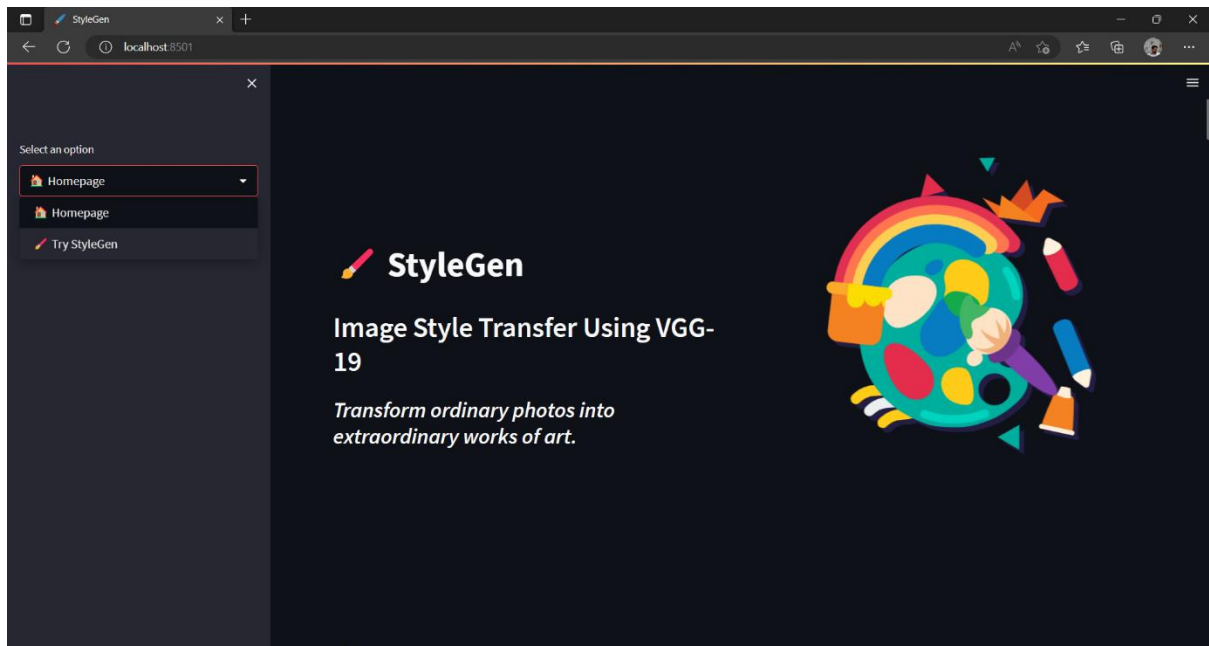 StyleGen
localhost:8501
Select an option
Homepage
Homepage
Try StyleGen
StyleGen
Image Style Transfer Using VGG-
19
Transform ordinary photos into
extraordinary works of art.